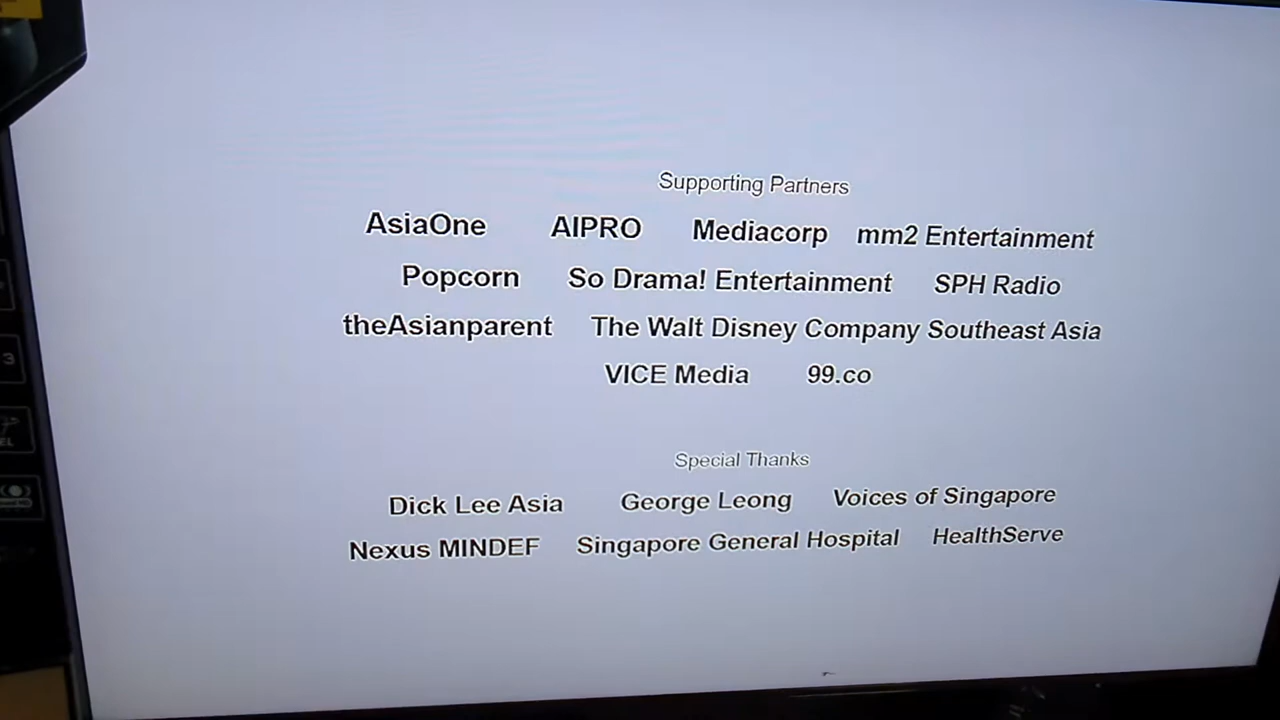 Supporting Partners
AsiaOne AIPRO Mediacorp mm2 Entertainment
Popcorn So Drama! Entertainment SPH Radio
theAsianparent The Walt Disney Company Southeast Asia
VICE Media 99.co
Special Thanks
Dick Lee Asia George Leong Voices of Singapore
Nexus MINDEF Singapore General Hospital HealthServe
3
EL